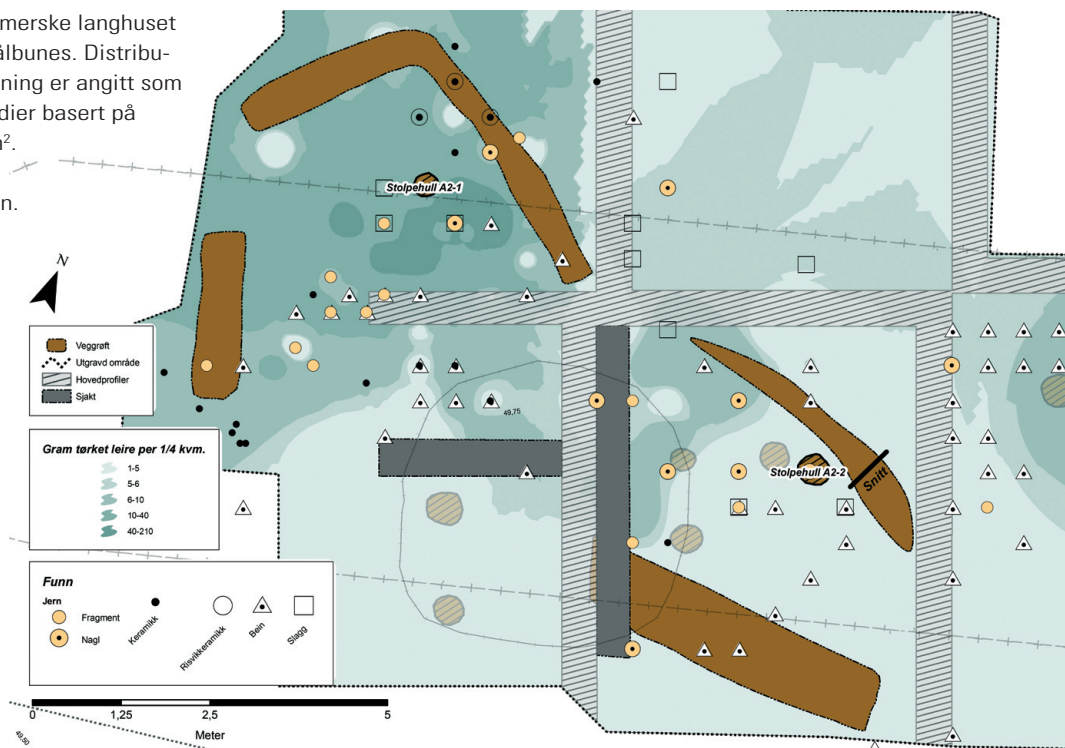 merske langhuset
ålbunes. Distribu-
ning er angitt som
dier basert på
².
n.
Stolpehull A2-1
N
Veggrøft
Utgravd område
Hovedprofiler
Sjakt
49,75
Gram tørket leire per 1/4 kvm.
1-5
5-6
6-10
10-40
40-210
Stolpehull A2-2
Snitt
Funn
Jern
Fragment
Nagl
Keramikk
Risvikkeramikk
Bein
Slagg
0 1,25 2,5 5
Meter
49,50